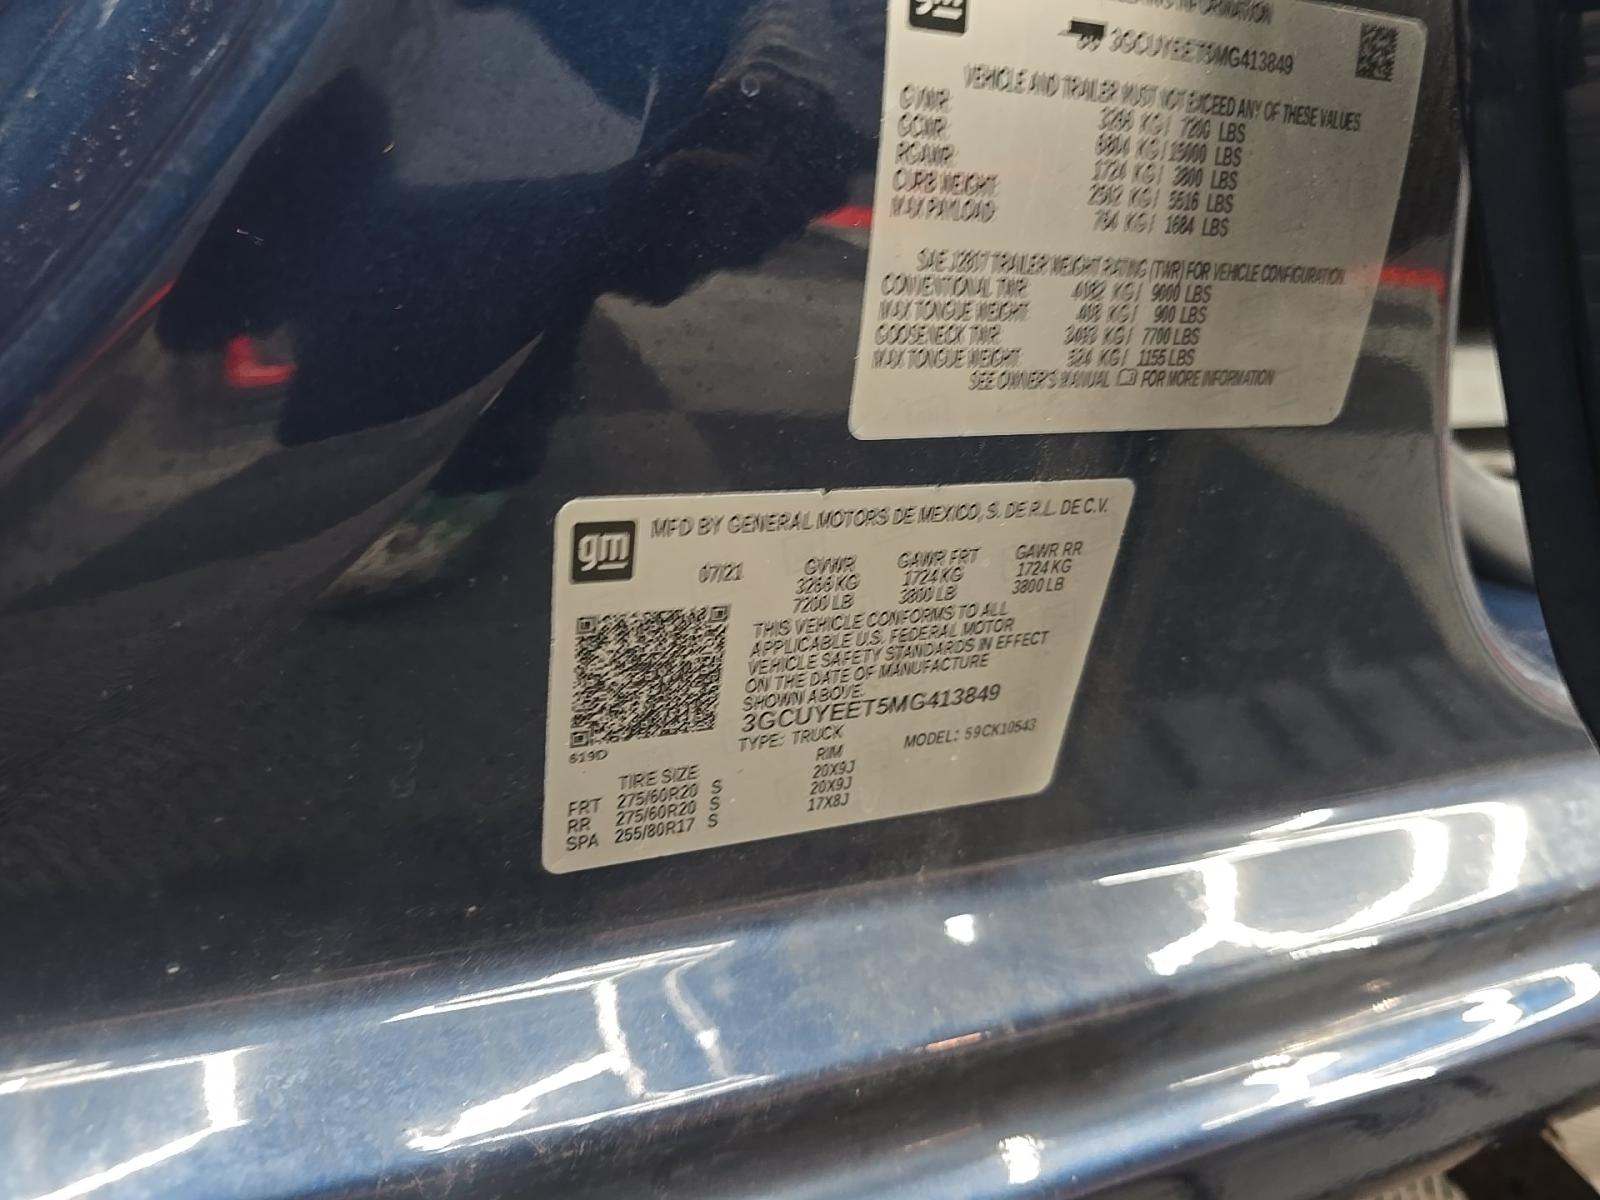 gm
INFORMATION
3GCUYEET5MG413849
VEHICLE AND TRAILER MUST NOT EXCEED ANY OF THESE VALUES
GVWR 3266 KG / 7200 LBS
GCWR 6804 KG / 15000 LBS
RGAWR 1724 KG / 3800 LBS
CURB WEIGHT 2502 KG / 5516 LBS
MAX PAYLOAD 764 KG / 1684 LBS
SAE J2807 TRAILER WEIGHT RATING (TWR) FOR VEHICLE CONFIGURATION
CONVENTIONAL TWR 4082 KG / 9000 LBS
MAX TONGUE WEIGHT 408 KG / 900 LBS
GOOSENECK TWR 3493 KG / 7700 LBS
MAX TONGUE WEIGHT 524 KG / 1155 LBS
SEE OWNER'S MANUAL FOR MORE INFORMATION
gm
MFD BY GENERAL MOTORS DE MEXICO, S. DE R.L. DE C.V.
07/21 GVWR GAWR FRT GAWR RR
3266 KG 1724 KG 1724 KG
7200 LB 3800 LB 3800 LB
THIS VEHICLE CONFORMS TO ALL
APPLICABLE U.S. FEDERAL MOTOR
VEHICLE SAFETY STANDARDS IN EFFECT
ON THE DATE OF MANUFACTURE
SHOWN ABOVE.
3GCUYEET5MG413849
TYPE: TRUCK MODEL: 59CK10543
619D
TIRE SIZE RIM
FRT 275/60R20 S 20X9J
RR 275/60R20 S 20X9J
SPA 255/80R17 S 17X8J